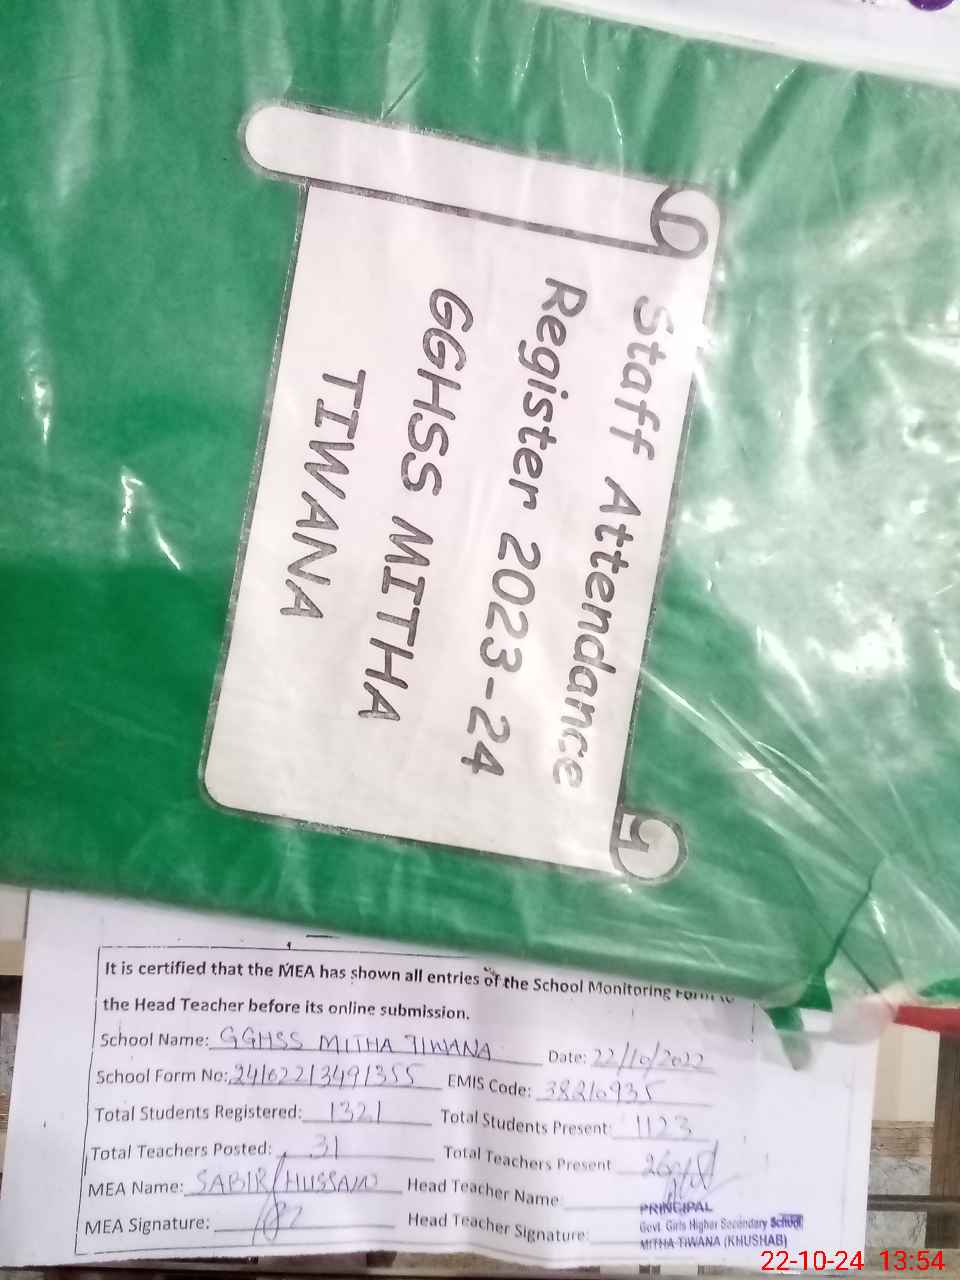 Staff Attendance
Register 2023-24
GGHSS MITHA
TIWANA
It is certified that the MEA has shown all entries of the School Monitoring Form to
the Head Teacher before its online submission.
School Name: GGHSS MITHA TIWANA Date: 22/10/2022
School Form No: 241622/3491355 EMIS Code: 38210935
Total Students Registered: 1321 Total Students Present: 1123
Total Teachers Posted: 31 Total Teachers Present
MEA Name: SABIR HUSSAIN Head Teacher Name:
MEA Signature: Head Teacher Signature:
PRINCIPAL
Govt. Girls Higher Secondary School
MITHA TIWANA (KHUSHAB)
22-10-24 13:54